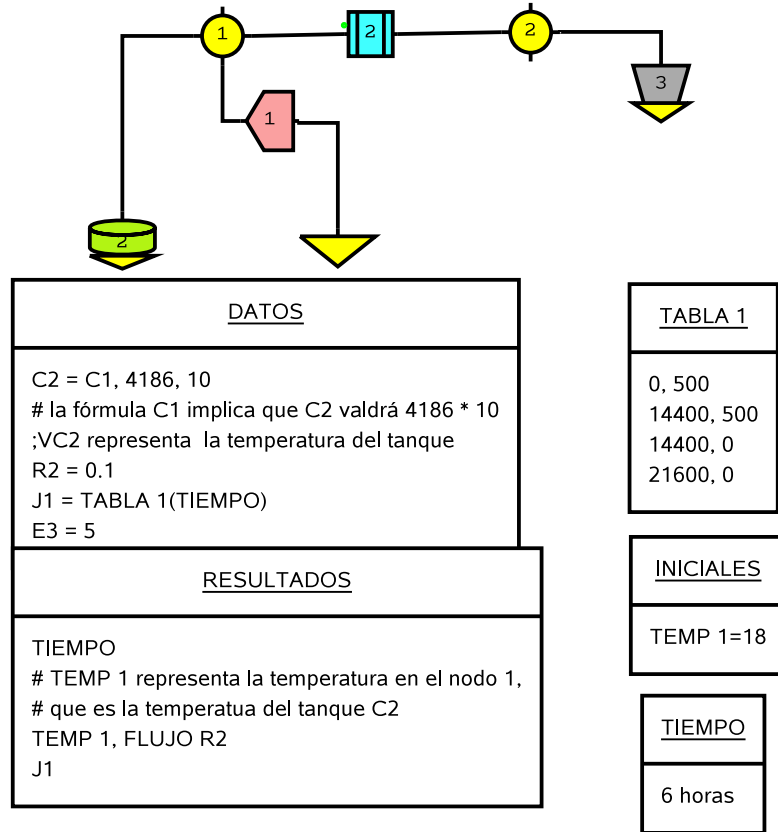 1
2
2
3
1
2
DATOS
C2 = C1, 4186, 10
# la fórmula C1 implica que C2 valdrá 4186 * 10
;VC2 representa la temperatura del tanque
R2 = 0.1
J1 = TABLA 1(TIEMPO)
E3 = 5
RESULTADOS
TIEMPO
# TEMP 1 representa la temperatura en el nodo 1,
# que es la temperatua del tanque C2
TEMP 1, FLUJO R2
J1
TABLA 1
0, 500
14400, 500
14400, 0
21600, 0
INICIALES
TEMP 1=18
TIEMPO
6 horas